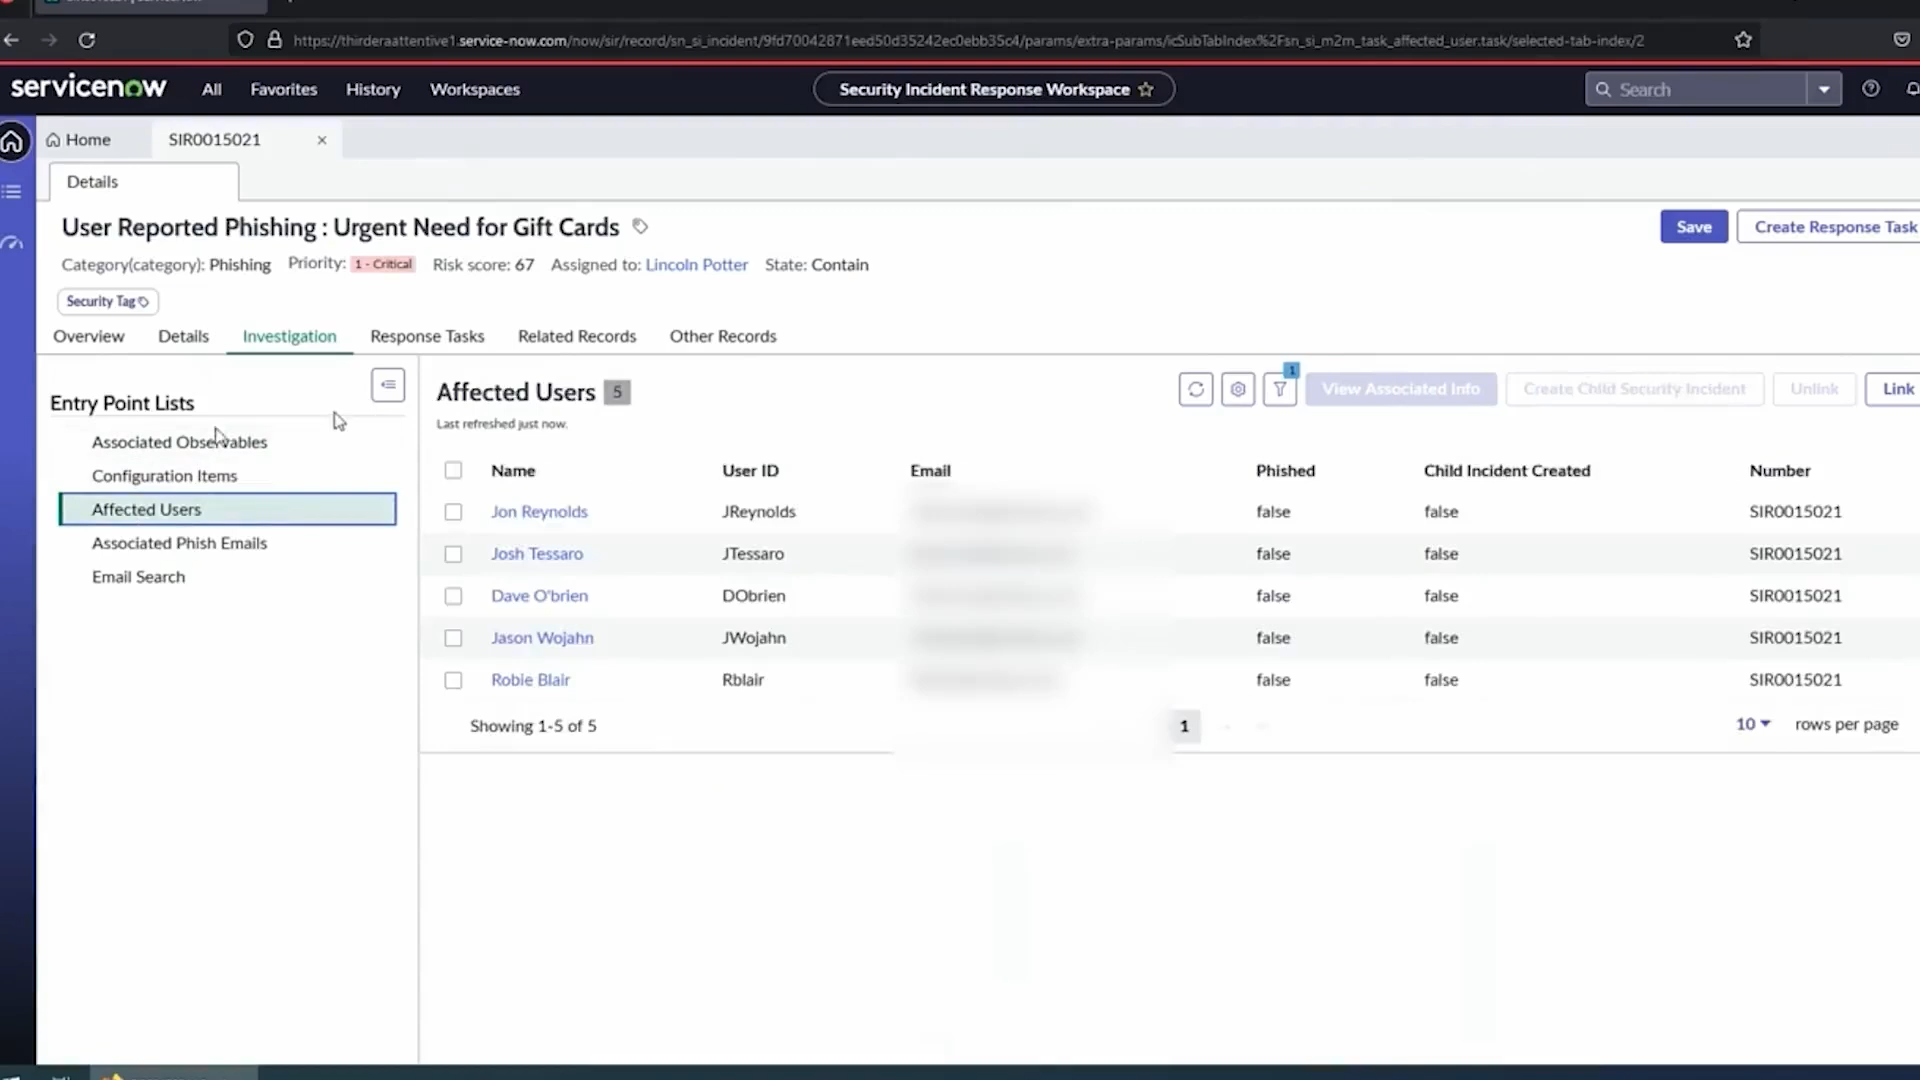 https://thirderaattentive1.service-now.com/now/sir/record/sn_si_incident/9fd70042871eed50d35242ec0ebb35c4/params/extra-params/icSubTabIndex%2Fsn_si_m2m_task_affected_user.task/selected-tab-index/2
servicenow All Favorites History Workspaces Security Incident Response Workspace Search
Home SIR0015021
Details
User Reported Phishing : Urgent Need for Gift Cards Save Create Response Task
Category(category): Phishing Priority: 1 - Critical Risk score: 67 Assigned to: Lincoln Potter State: Contain
Security Tag
Overview Details Investigation Response Tasks Related Records Other Records
Entry Point Lists
Associated Observables
Configuration Items
Affected Users
Associated Phish Emails
Email Search
Affected Users 5 1 View Associated Info Create Child Security Incident Unlink Link
Last refreshed just now.
Name User ID Email Phished Child Incident Created Number
Jon Reynolds JReynolds false false SIR0015021
Josh Tessaro JTessaro false false SIR0015021
Dave O'brien DObrien false false SIR0015021
Jason Wojahn JWojahn false false SIR0015021
Robie Blair Rblair false false SIR0015021
Showing 1-5 of 5 1 10 rows per page